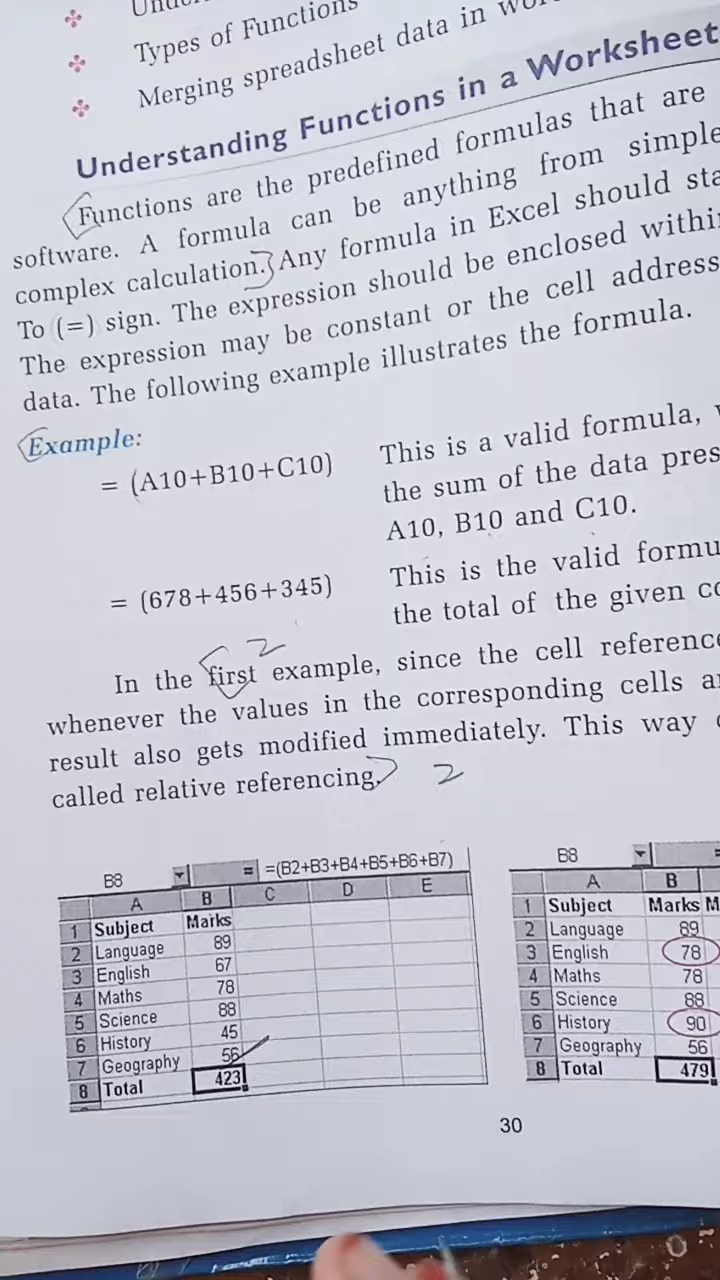 Types of Functions
Merging spreadsheet data in
Understanding Functions in a Worksheet
Functions are the predefined formulas that are
software. A formula can be anything from simple
complex calculation. Any formula in Excel should
To (=) sign. The expression should be enclosed
The expression may be constant or the cell address
data. The following example illustrates the formula.
Example:
= (A10+B10+C10) This is a valid formula,
the sum of the data
A10, B10 and C10.
= (678+456+345) This is the valid
the total of the given
2
In the first example, since the cell
whenever the values in the corresponding cells
result also gets modified immediately. This way
called relative referencing. 2
B8 = =(B2+B3+B4+B5+B6+B7)
A B C D E
1 Subject Marks
2 Language 89
3 English 67
4 Maths 78
5 Science 88
6 History 45
7 Geography 56
8 Total 423
B8
A B
1 Subject Marks
2 Language 89
3 English 78
4 Maths 78
5 Science 88
6 History 90
7 Geography 56
8 Total 479
30